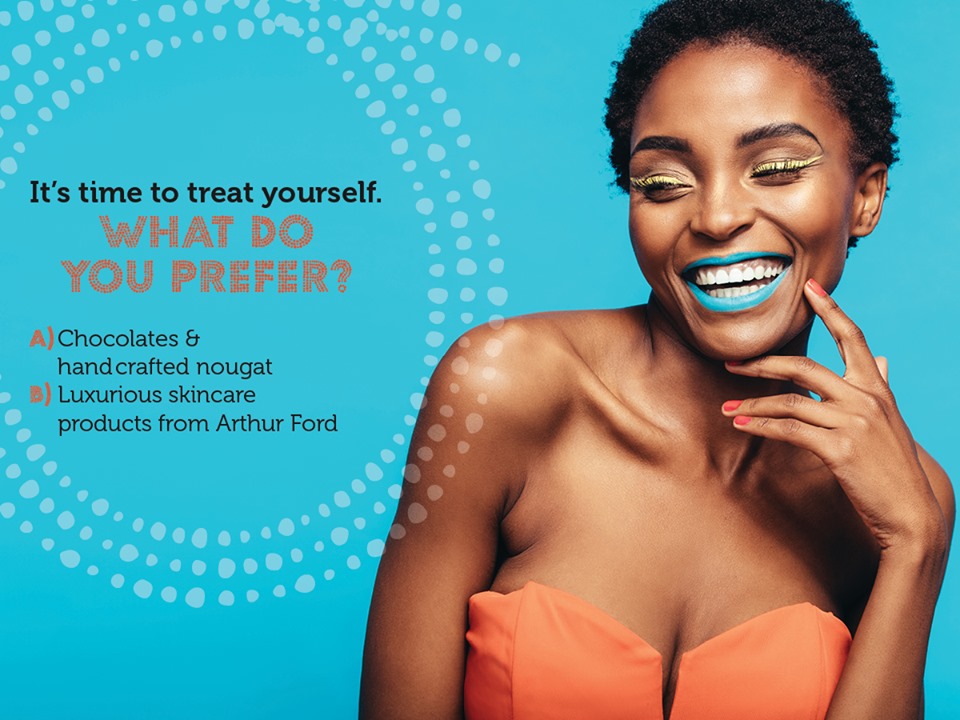 It's time to treat yourself.
WHAT DO
YOU PREFER?
A) Chocolates &
handcrafted nougat
B) Luxurious skincare
products from Arthur Ford